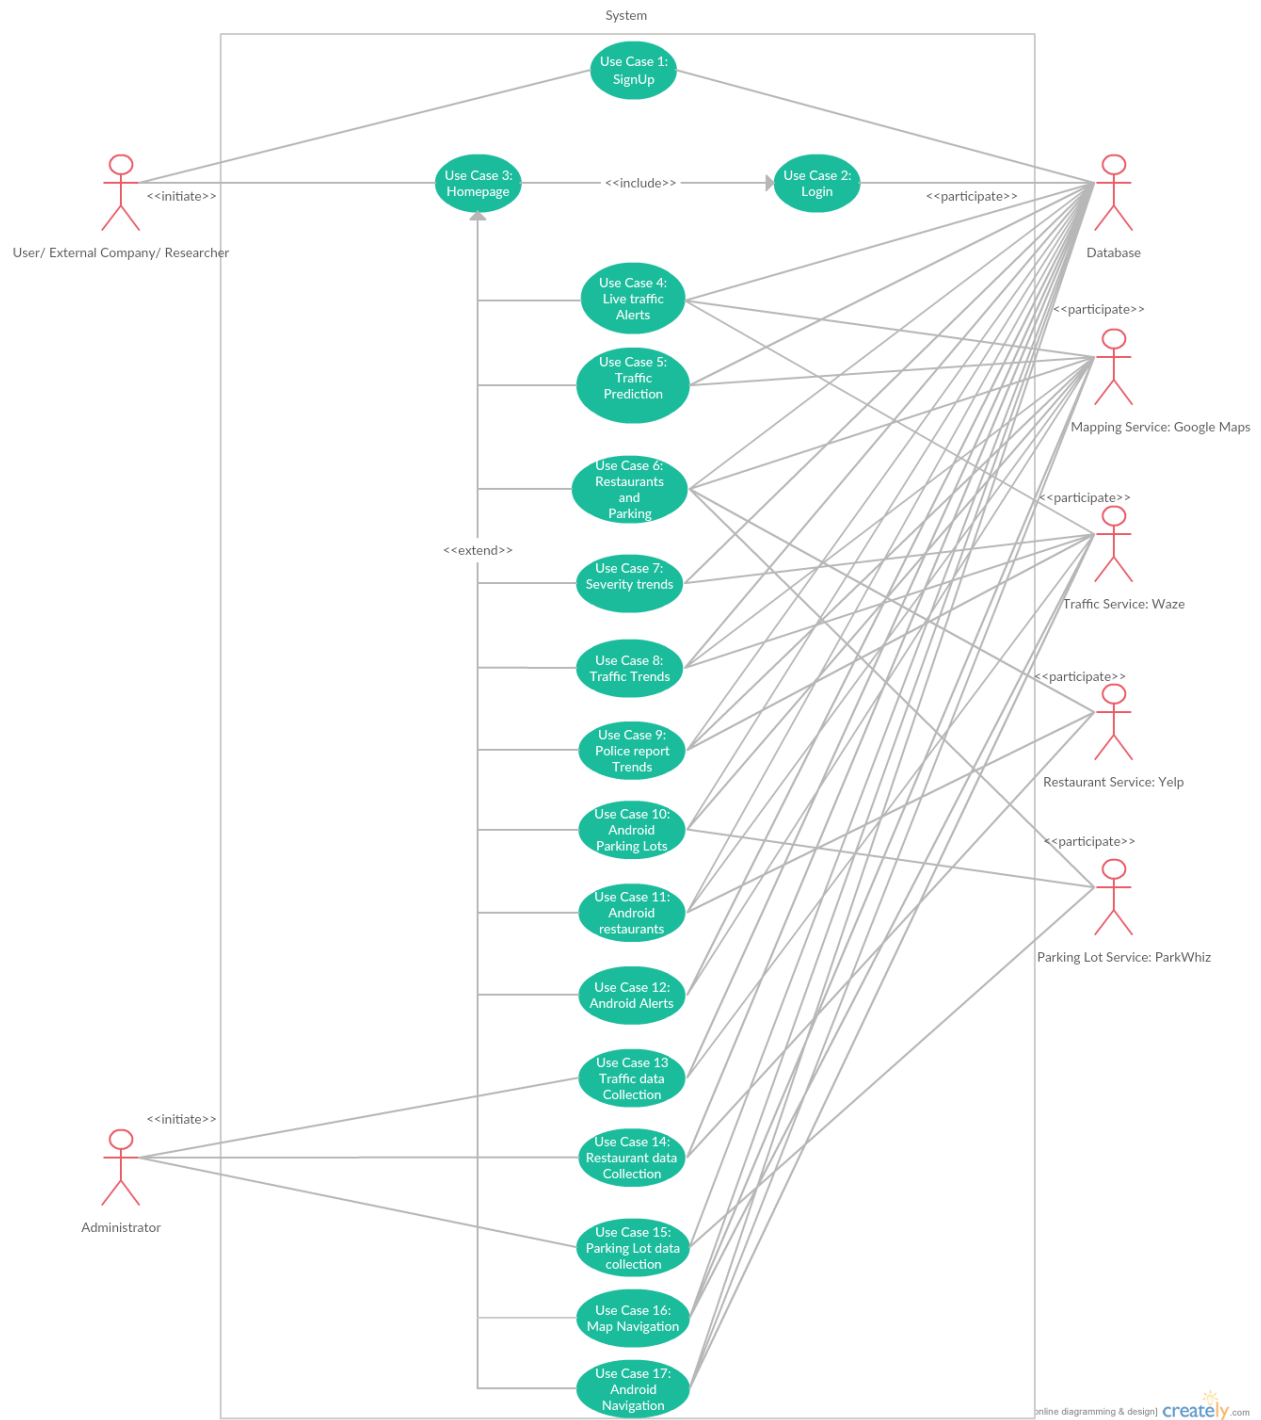 System
Use Case 1:
SignUp
Use Case 3:
Homepage
<<include>>
Use Case 2:
Login
<<initiate>>
<<participate>>
User/ External Company/ Researcher
Database
Use Case 4:
Live traffic
Alerts
<<participate>>
Use Case 5:
Traffic
Prediction
Mapping Service: Google Maps
Use Case 6:
Restaurants
and
Parking
<<participate>>
<<extend>>
Use Case 7:
Severity trends
Traffic Service: Waze
Use Case 8:
Traffic Trends
<<participate>>
Use Case 9:
Police report
Trends
Restaurant Service: Yelp
Use Case 10:
Android
Parking Lots
<<participate>>
Use Case 11:
Android
restaurants
Parking Lot Service: ParkWhiz
Use Case 12:
Android Alerts
Use Case 13
Traffic data
Collection
<<initiate>>
Use Case 14:
Restaurant data
Collection
Administrator
Use Case 15:
Parking Lot data
collection
Use Case 16:
Map Navigation
Use Case 17:
Android
Navigation
online diagramming & design] creately.com